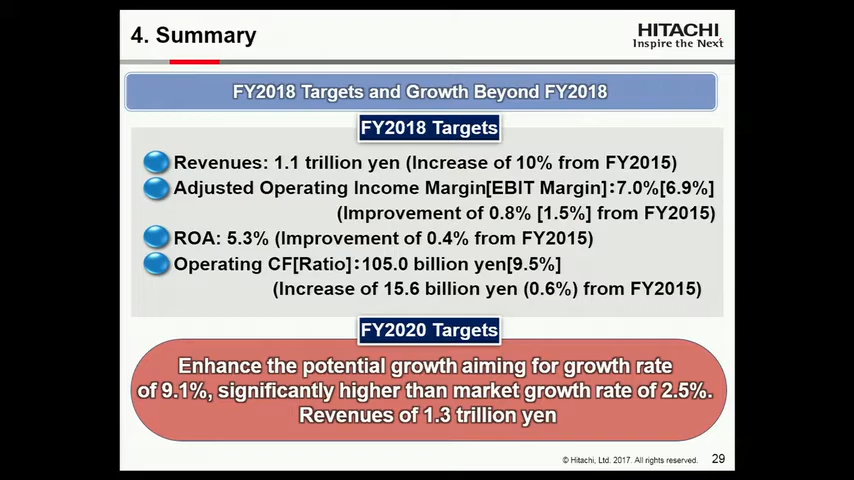 4. Summary
HITACHI
Inspire the Next
FY2018 Targets and Growth Beyond FY2018
FY2018 Targets
Revenues: 1.1 trillion yen (Increase of 10% from FY2015)
Adjusted Operating Income Margin[EBIT Margin]:7.0%[6.9%]
(Improvement of 0.8% [1.5%] from FY2015)
ROA: 5.3% (Improvement of 0.4% from FY2015)
Operating CF[Ratio]:105.0 billion yen[9.5%]
(Increase of 15.6 billion yen (0.6%) from FY2015)
FY2020 Targets
Enhance the potential growth aiming for growth rate
of 9.1%, significantly higher than market growth rate of 2.5%.
Revenues of 1.3 trillion yen
© Hitachi, Ltd. 2017. All rights reserved. 29